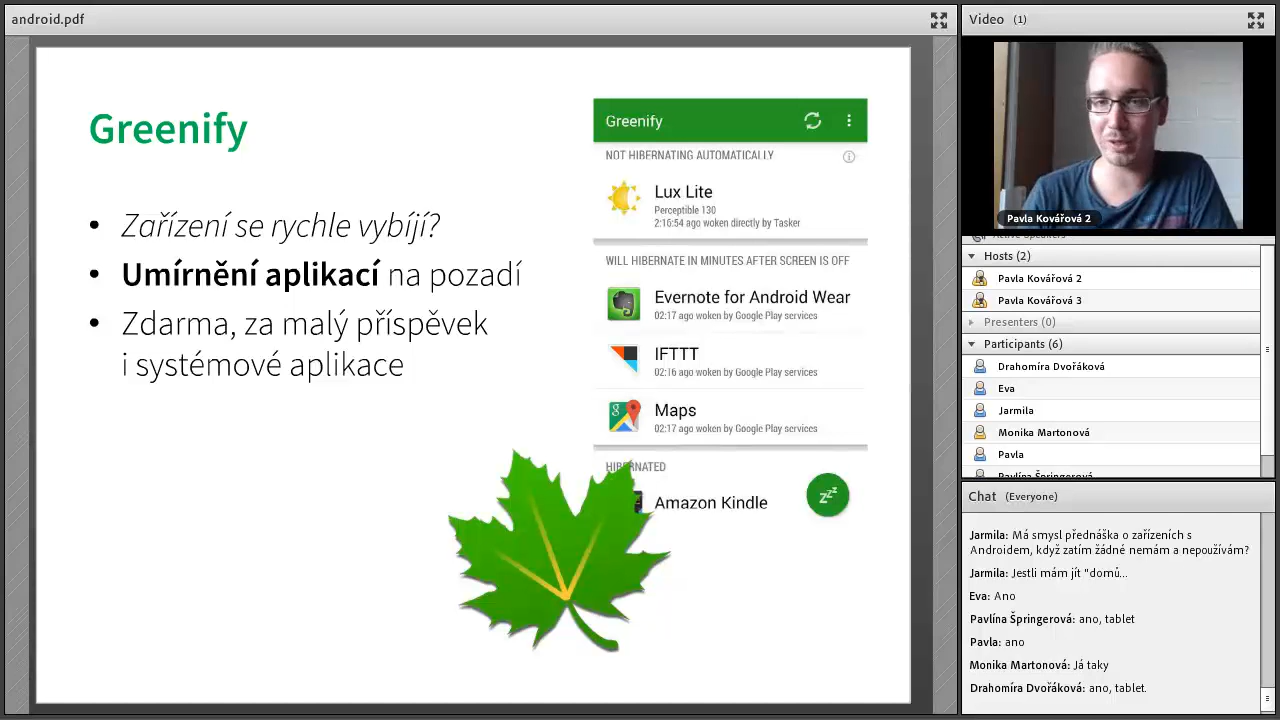 android.pdf
Greenify
• Zařízení se rychle vybíjí?
• Umírnění aplikací na pozadí
• Zdarma, za malý příspěvek
i systémové aplikace
Greenify
NOT HIBERNATING AUTOMATICALLY
Lux Lite
Perceptible 130
2:16:54 ago woken directly by Tasker
WILL HIBERNATE IN MINUTES AFTER SCREEN IS OFF
Evernote for Android Wear
02:17 ago woken by Google Play services
IFTTT
02:16 ago woken by Google Play services
Maps
02:17 ago woken by Google Play services
HIBERNATED
Amazon Kindle
zzz
Video (1)
Pavla Kovářová 2
Active Speakers
Hosts (2)
Pavla Kovářová 2
Pavla Kovářová 3
Presenters (0)
Participants (6)
Drahomíra Dvořáková
Eva
Jarmila
Monika Martonová
Pavla
Pavlína Špringerová
Chat (Everyone)
Jarmila: Má smysl přednáška o zařízeních s
Androidem, když zatím žádné nemám a nepoužívám?
Jarmila: Jestli mám jít "domů...
Eva: Ano
Pavlína Špringerová: ano, tablet
Pavla: ano
Monika Martonová: Já taky
Drahomíra Dvořáková: ano, tablet.